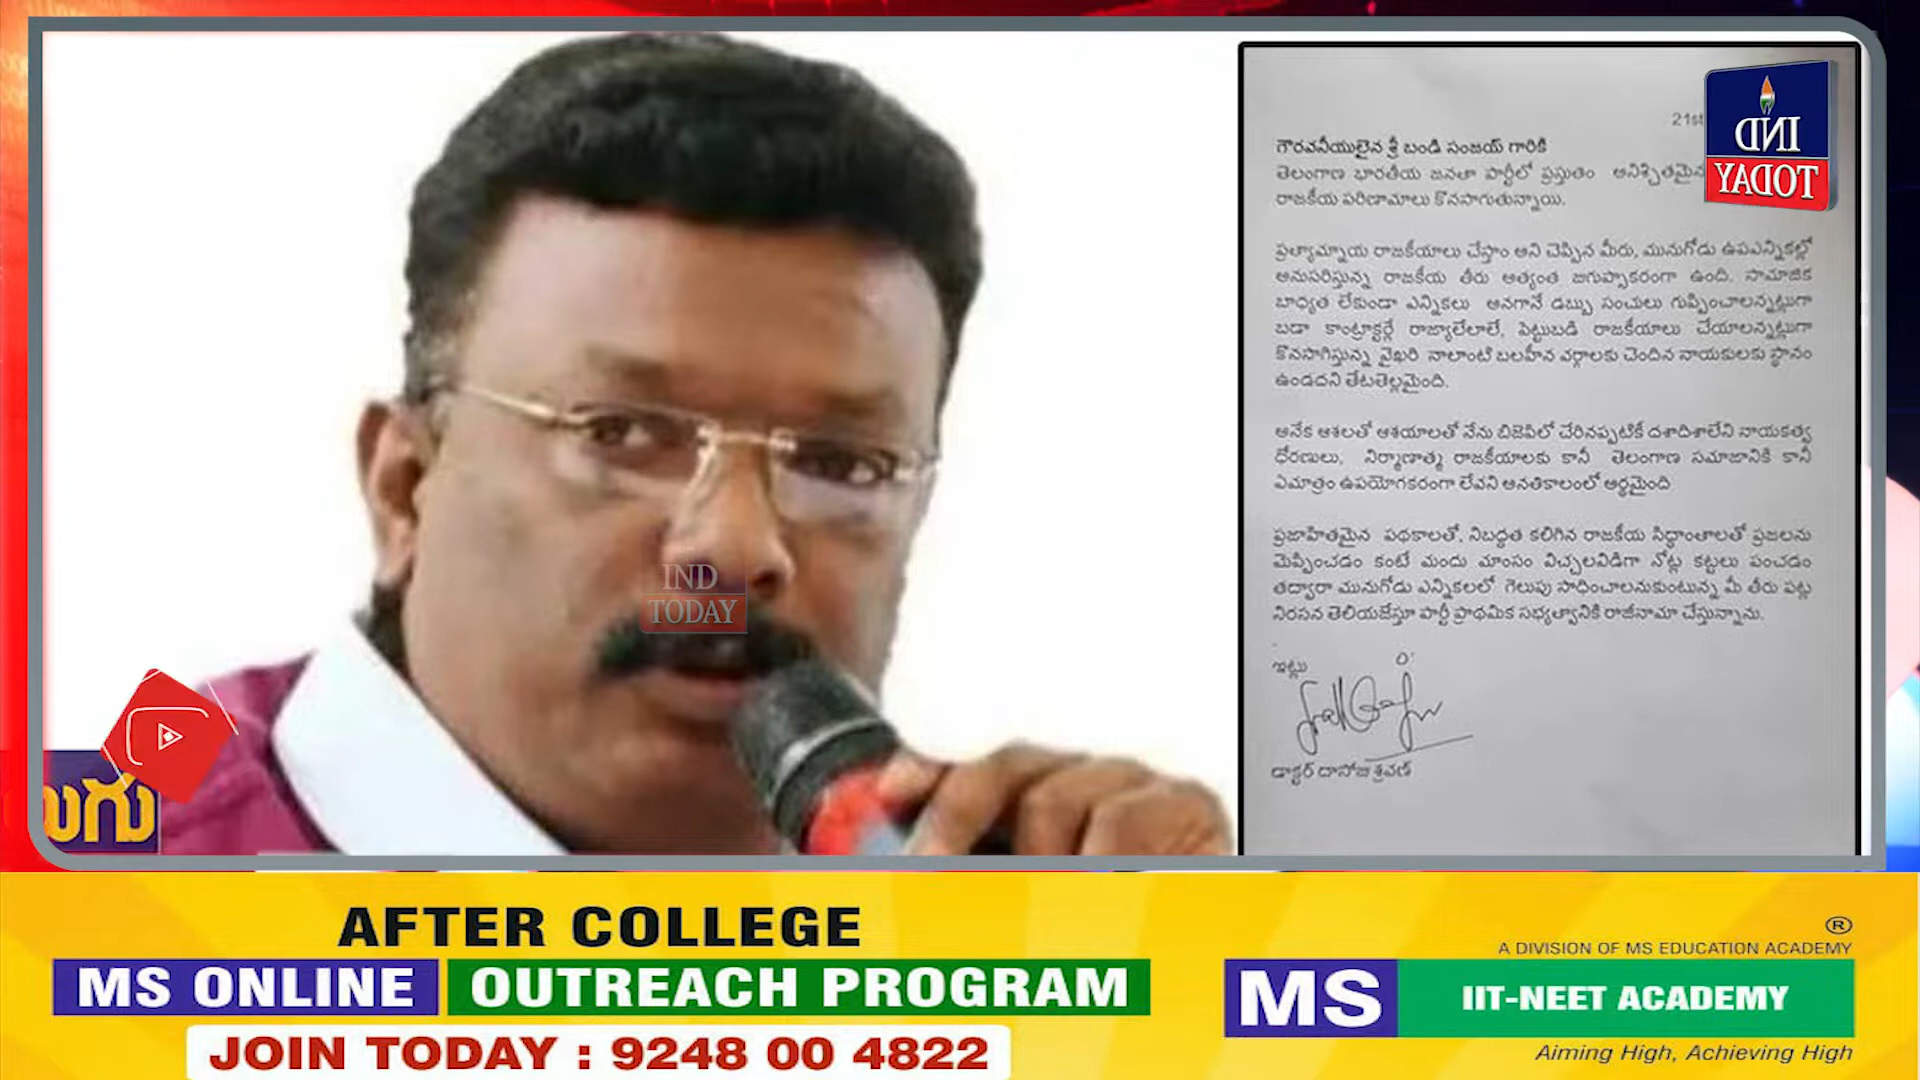 21st
గౌరవనీయులైన శ్రీ బండి సంజయ్ గారికి
తెలంగాణ భారతీయ జనతా పార్టీలో ప్రస్తుతం అనిశ్చితమైన
రాజకీయ పరిణామాలు కొనసాగుతున్నాయి.
ప్రత్యామ్నాయ రాజకీయాలు చేస్తాం అని చెప్పిన మీరు, మునుగోడు ఉపఎన్నికల్లో
అనుసరిస్తున్న రాజకీయ తీరు అత్యంత జుగుప్సాకరంగా ఉంది. సామాజిక
బాధ్యత లేకుండా ఎన్నికలు అనగానే డబ్బు సంచులు గుప్పించాలన్నట్లుగా
బడా కాంట్రాక్టర్లే రాజ్యాలేలాలే, పెట్టుబడి రాజకీయాలు చేయాలన్నట్లుగా
కొనసాగిస్తున్న వైఖరి నాలాంటి బలహీన వర్గాలకు చెందిన నాయకులకు స్థానం
ఉండదని తేటతెల్లమైంది.
అనేక ఆశలతో ఆశయాలతో నేను బిజెపిలో చేరినప్పటికీ దశాదిశాలేని నాయకత్వ
ధోరణులు, నిర్మాణాత్మ రాజకీయాలకు కానీ తెలంగాణ సమాజానికి కానీ
ఏమాత్రం ఉపయోగకరంగా లేవని అనతికాలంలో అర్థమైంది
ప్రజాహితమైన పథకాలతో, నిబద్ధత కలిగిన రాజకీయ సిద్ధాంతాలతో ప్రజలను
మెప్పించడం కంటే మందు మాంసం విచ్చలవిడిగా నోట్ల కట్టలు పంచడం
తద్వారా మునుగోడు ఎన్నికలలో గెలుపు సాధించాలనుకుంటున్న మీ తీరు పట్ల
నిరసన తెలియజేస్తూ పార్టీ ప్రాథమిక సభ్యత్వానికి రాజీనామా చేస్తున్నాను.
ఇట్లు
డాక్టర్ దాసోజు శ్రవణ్
IND
TODAY
IND
TODAY
లుగు
AFTER COLLEGE
MS ONLINE OUTREACH PROGRAM
JOIN TODAY : 9248 00 4822
®
A DIVISION OF MS EDUCATION ACADEMY
MS IIT-NEET ACADEMY
Aiming High, Achieving High